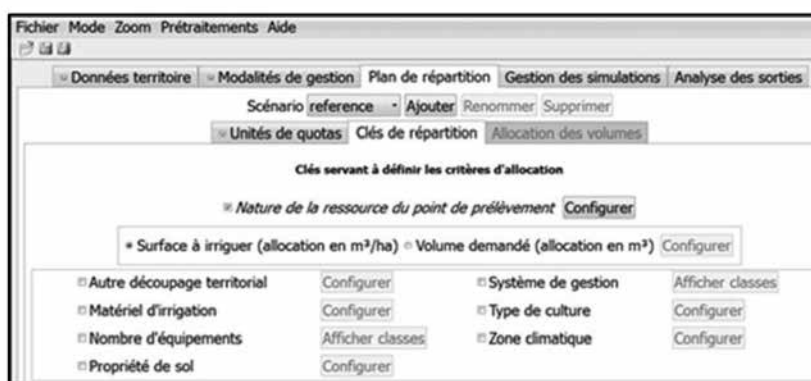 Fichier Mode Zoom Prétraitements Aide
Données territoire Modalités de gestion Plan de répartition Gestion des simulations Analyse des sorties
Scénario reference Ajouter Renommer Supprimer
Unités de quotas Clés de répartition Allocation des volumes
Clés servant à définir les critères d'allocation
Nature de la ressource du point de prélèvement Configurer
Surface à irriguer (allocation en m³/ha) Volume demandé (allocation en m³) Configurer
Autre découpage territorial Configurer Système de gestion Afficher classes
Matériel d'irrigation Configurer Type de culture Configurer
Nombre d'équipements Afficher classes Zone climatique Configurer
Propriété de sol Configurer